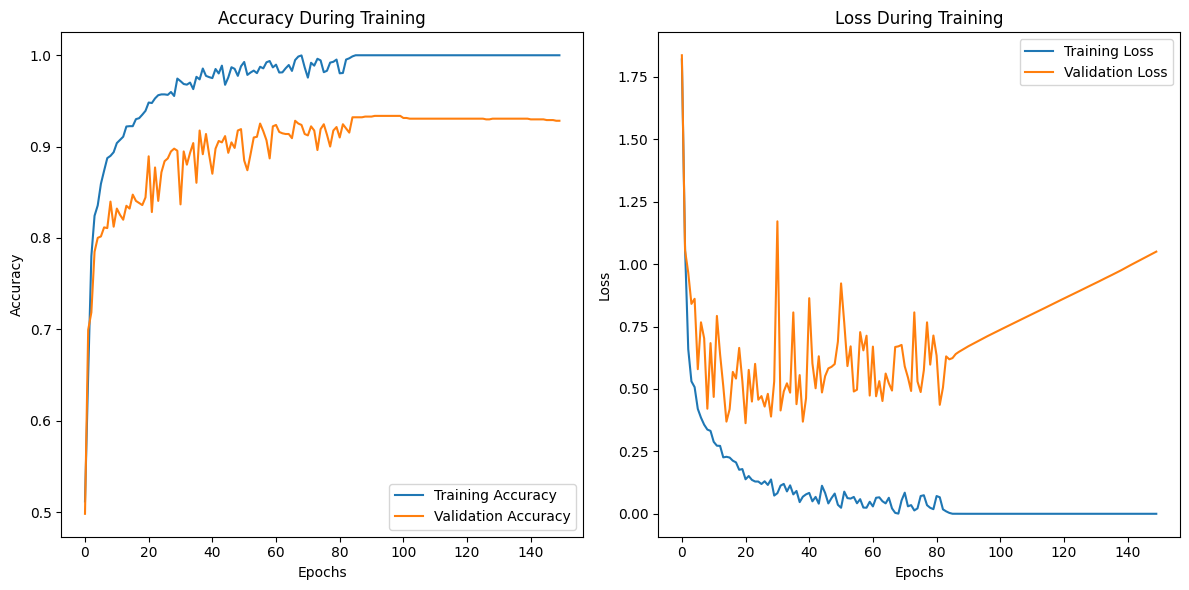 Accuracy During Training
1.0
0.9
0.8
0.7
0.6
0.5
Accuracy
Training Accuracy
Validation Accuracy
0 20 40 60 80 100 120 140
Epochs
Loss During Training
Training Loss
Validation Loss
1.75
1.50
1.25
1.00
0.75
0.50
0.25
0.00
Loss
0 20 40 60 80 100 120 140
Epochs